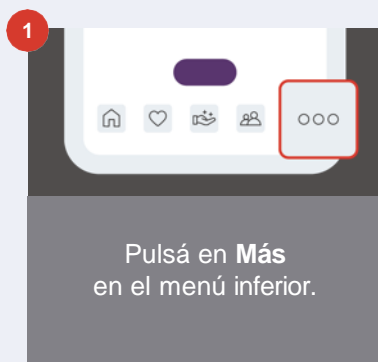 1
Pulsá en Más
en el menú inferior.